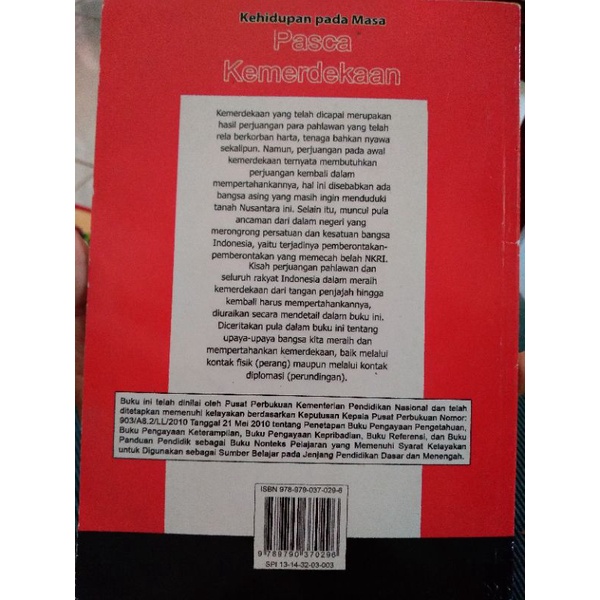 Kehidupan pada Masa
Pasca
Kemerdekaan
Kemerdekaan yang telah dicapai merupakan
hasil perjuangan para pahlawan yang telah
rela berkorban harta, tenaga bahkan nyawa
sekalipun. Namun, perjuangan pada awal
kemerdekaan ternyata membutuhkan
perjuangan kembali dalam
mempertahankannya, hal ini disebabkan ada
bangsa asing yang masih ingin menduduki
tanah Nusantara ini. Selain itu, muncul pula
ancaman dari dalam negeri yang
merongrong persatuan dan kesatuan bangsa
Indonesia, yaitu terjadinya pemberontakan-
pemberontakan yang memecah belah NKRI.
Kisah perjuangan pahlawan dan
seluruh rakyat Indonesia dalam meraih
kemerdekaan dari tangan penjajah hingga
kembali harus mempertahankannya,
diuraikan secara mendetail dalam buku ini.
Diceritakan pula dalam buku ini tentang
upaya-upaya bangsa kita meraih dan
mempertahankan kemerdekaan, baik melalui
kontak fisik (perang) maupun melalui kontak
diplomasi (perundingan).
Buku ini telah dinilai oleh Pusat Perbukuan Kementerian Pendidikan Nasional dan telah
ditetapkan memenuhi kelayakan berdasarkan Keputusan Kepala Pusat Perbukuan Nomor:
903/A8.2/LL/2010 Tanggal 21 Mei 2010 tentang Penetapan Buku Pengayaan Pengetahuan,
Buku Pengayaan Keterampilan, Buku Pengayaan Kepribadian, Buku Referensi, dan Buku
Panduan Pendidik sebagai Buku Nonteks Pelajaran yang Memenuhi Syarat Kelayakan
untuk Digunakan sebagai Sumber Belajar pada Jenjang Pendidikan Dasar dan Menengah.
ISBN 978-979-037-029-6
9 789790 370296
SPI 13-14-32-03-003